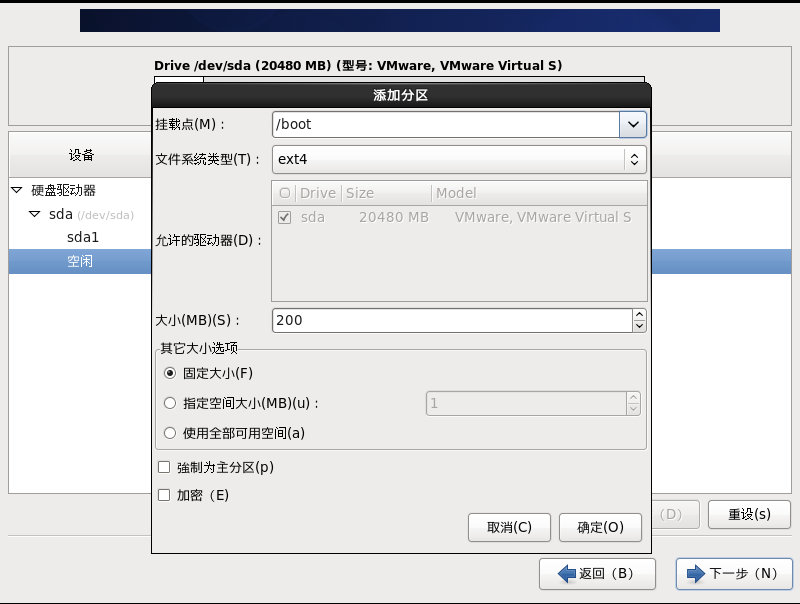 Drive /dev/sda (20480 MB) (型号: VMware, VMware Virtual S)
添加分区
挂载点(M)：
/boot
文件系统类型(T)：
ext4
允许的驱动器(D)：
Drive Size Model
sda 20480 MB VMware, VMware Virtual S
设备
硬盘驱动器
sda (/dev/sda)
sda1
空闲
大小(MB)(S)：
200
其它大小选项
固定大小(F)
指定空间大小(MB)(u)：
1
使用全部可用空间(a)
強制为主分区(p)
加密（E)
取消(C)
确定(O)
(D)
重设(s)
返回（B）
下一步（N）